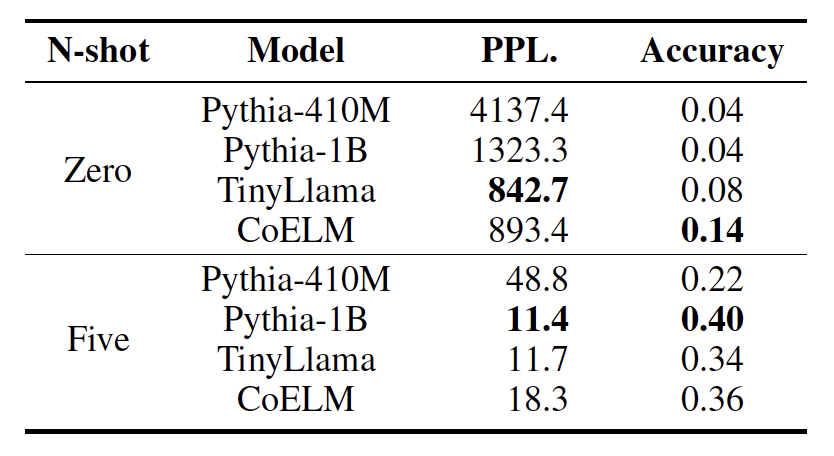 N-shot Model PPL. Accuracy
Pythia-410M 4137.4 0.04
Pythia-1B 1323.3 0.04
Zero
TinyLlama 842.7 0.08
CoELM 893.4 0.14
Pythia-410M 48.8 0.22
Pythia-1B 11.4 0.40
Five
TinyLlama 11.7 0.34
CoELM 18.3 0.36